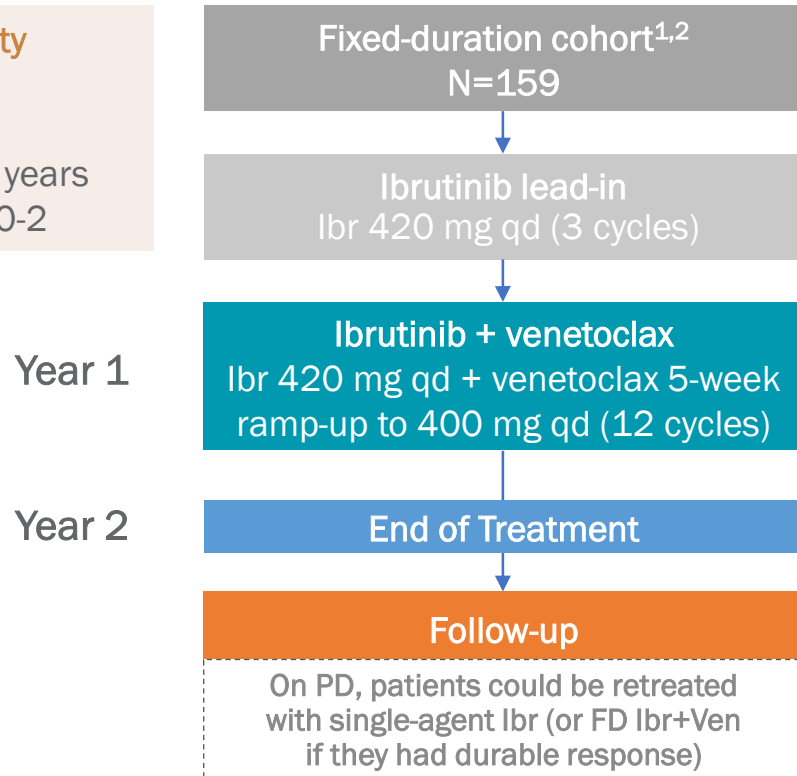 ty
years
0-2
Fixed-duration cohort1,2
N=159
Ibrutinib lead-in
Ibr 420 mg qd (3 cycles)
Year 1
Ibrutinib + venetoclax
Ibr 420 mg qd + venetoclax 5-week
ramp-up to 400 mg qd (12 cycles)
Year 2
End of Treatment
Follow-up
On PD, patients could be retreated
with single-agent Ibr (or FD Ibr+Ven
if they had durable response)